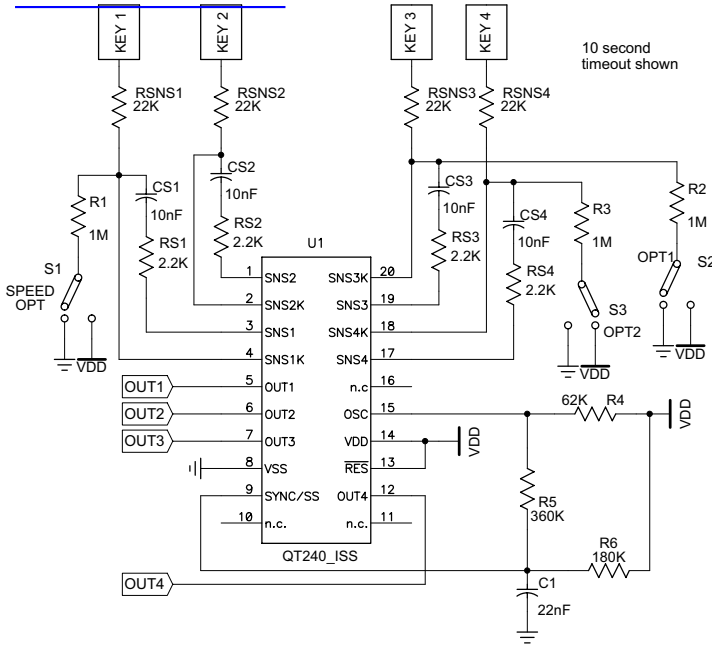 KEY 1
KEY 2
KEY 3
KEY 4
10 second
timeout shown
RSNS1
22K
RSNS2
22K
RSNS3
22K
RSNS4
22K
R1
1M
CS1
10nF
CS2
10nF
CS3
10nF
CS4
10nF
R3
1M
R2
1M
RS1
2.2K
RS2
2.2K
RS3
2.2K
RS4
2.2K
S1
SPEED
OPT
VDD
OPT1
S2
VDD
S3
OPT2
VDD
U1
1 SNS2
2 SNS2K
3 SNS1
4 SNS1K
5 OUT1
6 OUT2
7 OUT3
8 VSS
9 SYNC/SS
10 n.c.
SNS3K 20
SNS3 19
SNS4K 18
SNS4 17
n.c 16
OSC 15
VDD 14
RES 13
OUT4 12
n.c. 11
QT240_ISS
OUT1
OUT2
OUT3
OUT4
VDD
62K R4
VDD
R5
360K
R6
180K
C1
22nF